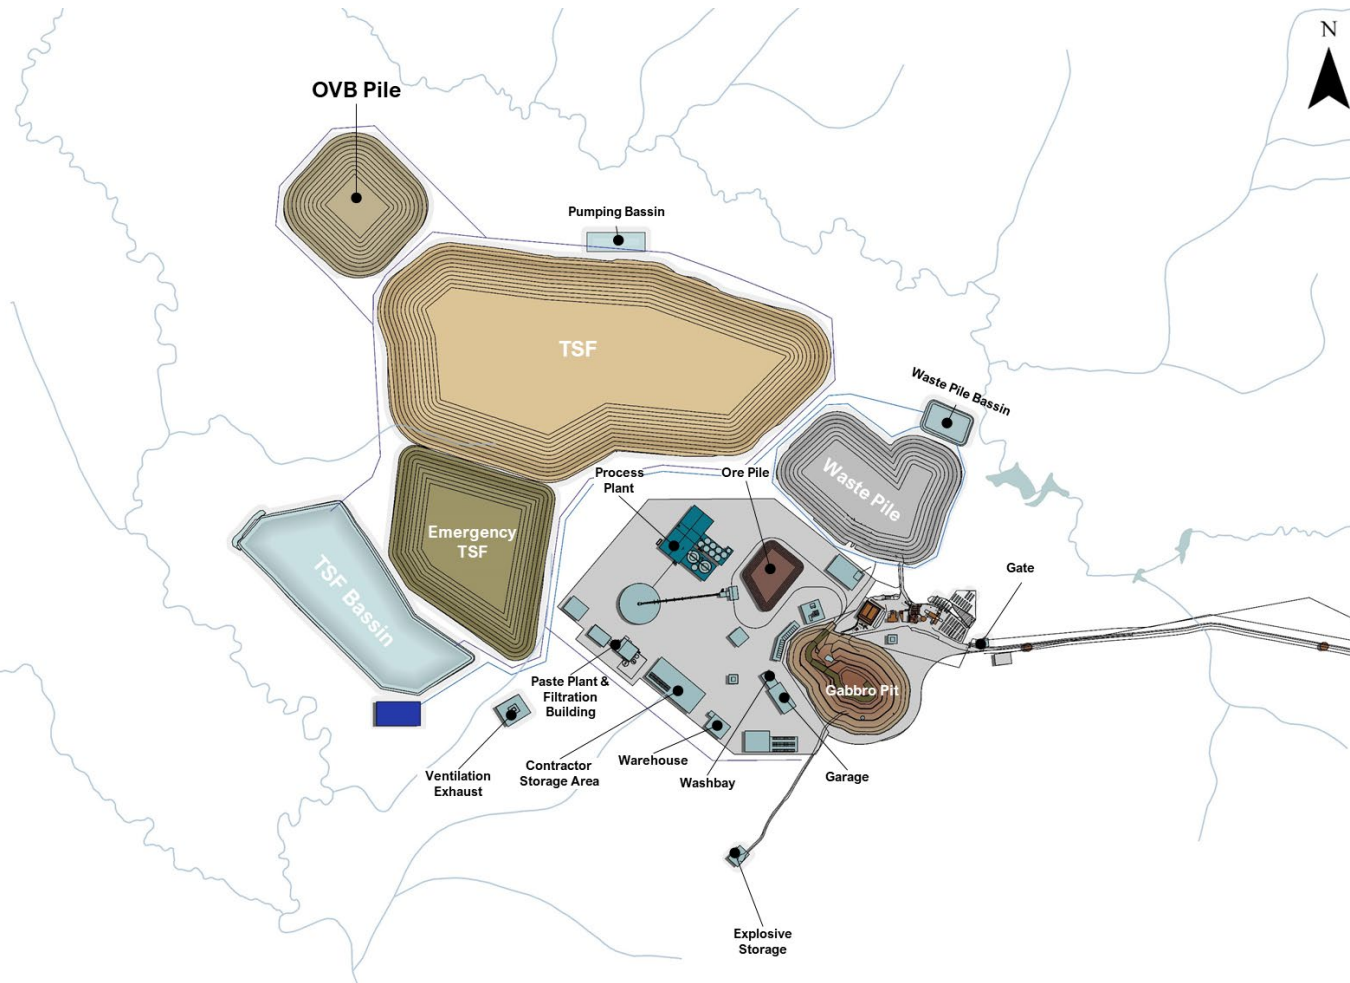 N
OVB Pile
Pumping Bassin
TSF
Waste Pile Bassin
Process
Plant
Ore Pile
Waste Pile
Emergency
TSF
TSF Bassin
Gate
Paste Plant &
Filtration
Building
Gabbro Pit
Ventilation
Exhaust
Contractor
Storage Area
Warehouse
Washbay
Garage
Explosive
Storage